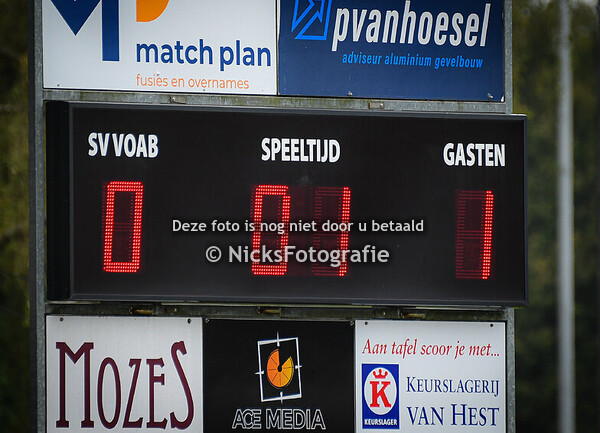 match plan
fusies en overnames
pvanhoesel
adviseur aluminium gevelbouw
SV VOAB
SPEELTIJD
GASTEN
0
01
1
Deze foto is nog niet door u betaald
© NicksFotografie
MOZES
ACE MEDIA
Aan tafel scoor je met...
K
KEURSLAGER
KEURSLAGERIJ
VAN HEST